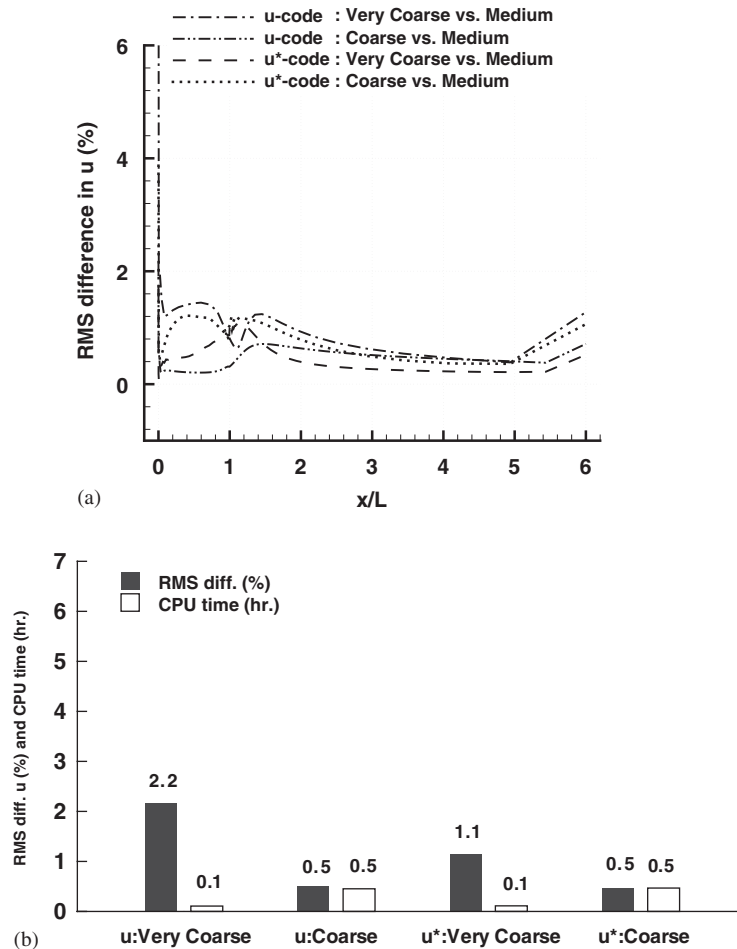 u-code : Very Coarse vs. Medium
u-code : Coarse vs. Medium
u*-code : Very Coarse vs. Medium
u*-code : Coarse vs. Medium
6
4
2
0
RMS difference in u (%)
0 1 2 3 4 5 6
x/L
(a)
7
6
5
4
3
2
1
0
RMS diff. u (%) and CPU time (hr.)
RMS diff. (%)
CPU time (hr.)
2.2 0.1 0.5 0.5 1.1 0.1 0.5 0.5
u:Very Coarse u:Coarse u*:Very Coarse u*:Coarse
(b)